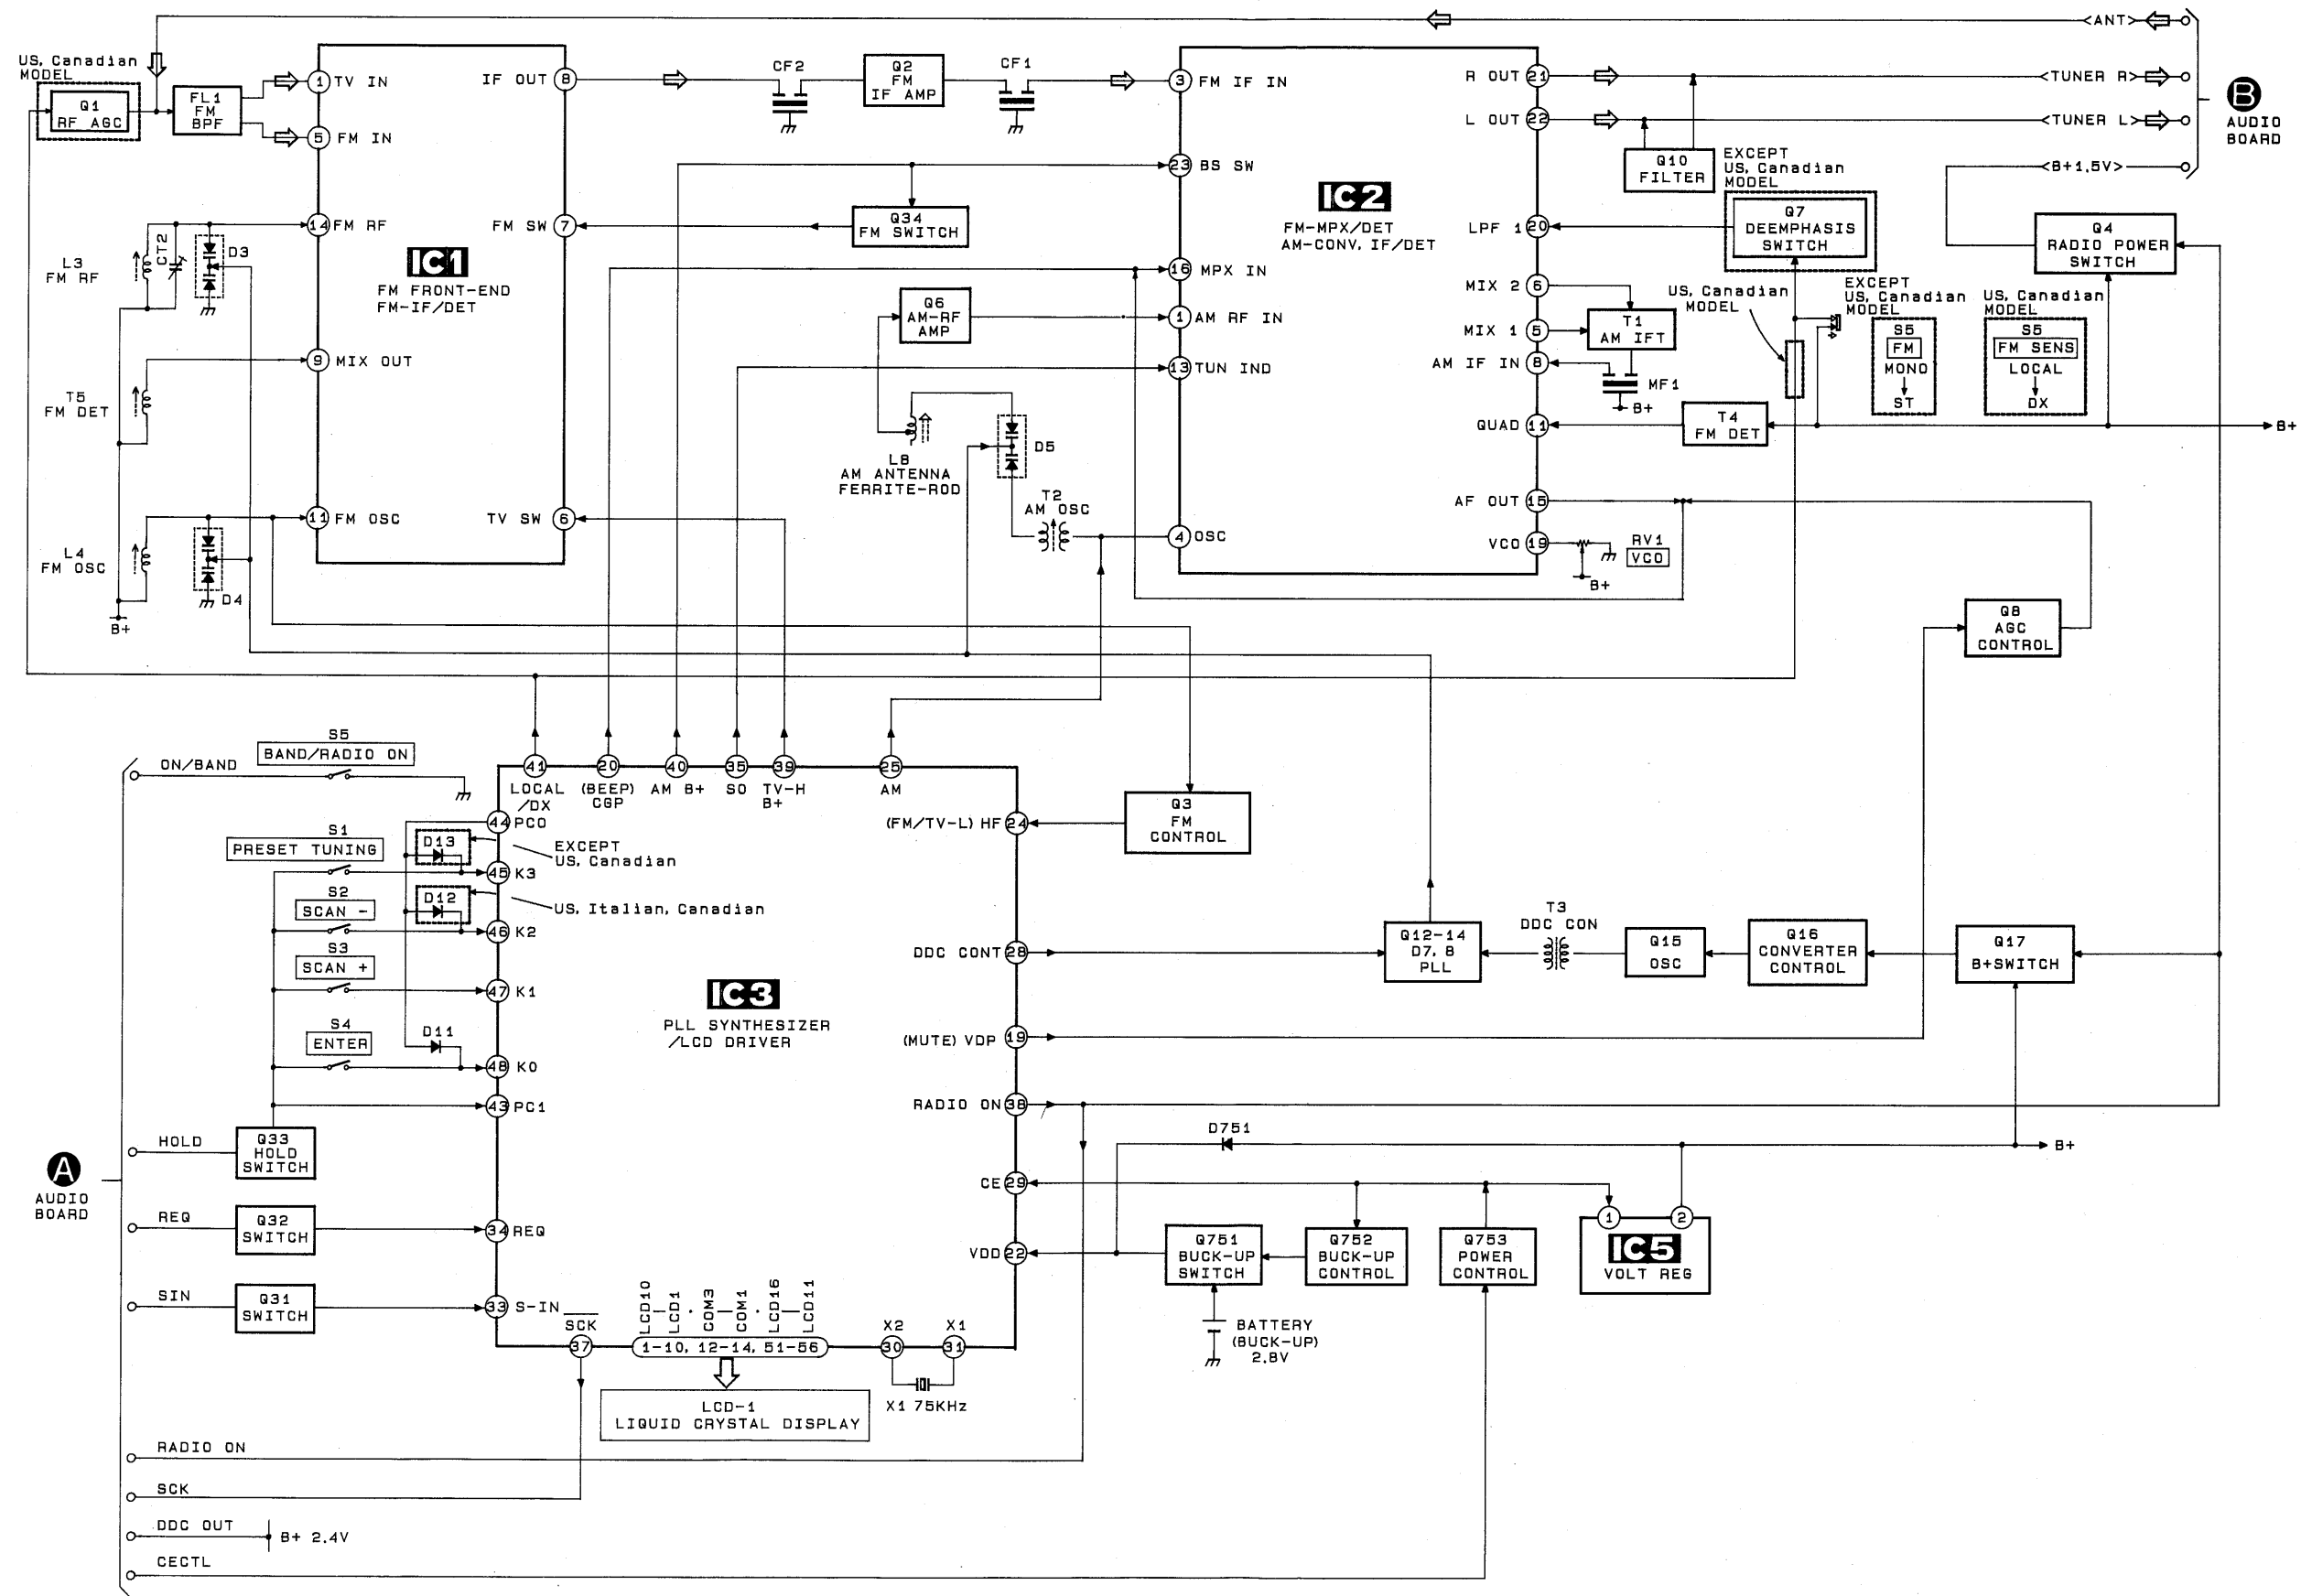 US, Canadian
MODEL
Q1
RF AGC
FL1
FM
BPF
1 TV IN
5 FM IN
IF OUT 8
CF2
Q2
FM
IF AMP
CF1
3 FM IF IN
R OUT 21
L OUT 22
<ANT>
<TUNER R>
<TUNER L>
<B+1.5V>
B
AUDIO
BOARD
23 BS SW
Q10
FILTER
EXCEPT
US, Canadian
MODEL
Q7
DEEMPHASIS
SWITCH
Q4
RADIO POWER
SWITCH
IC2
FM-MPX/DET
AM-CONV, IF/DET
LPF 1 20
14 FM RF
FM SW 7
Q34
FM SWITCH
L3
FM RF
CT2
D3
IC1
FM FRONT-END
FM-IF/DET
16 MPX IN
MIX 2 6
Q6
AM-RF
AMP
1 AM RF IN
MIX 1 5
T1
AM IFT
US, Canadian
MODEL
EXCEPT
US, Canadian
MODEL
S5
FM
MONO
ST
US, Canadian
MODEL
S5
FM SENS
LOCAL
DX
9 MIX OUT
13 TUN IND
AM IF IN 8
MF1
B+
T5
FM DET
QUAD 11
T4
FM DET
B+
L8
AM ANTENNA
FERRITE-ROD
D5
T2
AM OSC
11 FM OSC
TV SW 6
4 OSC
AF OUT 15
VCO 19
RV1
VCO
B+
L4
FM OSC
D4
B+
Q8
AGC
CONTROL
S5
BAND/RADIO ON
ON/BAND
41 20 40 35 39 25
LOCAL
/DX
(BEEP)
CGP
AM B+
SO
TV-H
B+
AM
44 PC0
(FM/TV-L) HF 24
Q3
FM
CONTROL
S1
PRESET TUNING
D13
EXCEPT
US, Canadian
45 K3
S2
SCAN -
D12
US, Italian, Canadian
46 K2
S3
SCAN +
47 K1
S4
ENTER
D11
48 K0
43 PC1
IC3
PLL SYNTHESIZER
/LCD DRIVER
DDC CONT 28
Q12-14
D7, 8
PLL
T3
DDC CON
Q15
OSC
Q16
CONVERTER
CONTROL
Q17
B+SWITCH
(MUTE) VDP 19
RADIO ON 38
D751
B+
A
AUDIO
BOARD
HOLD
Q33
HOLD
SWITCH
REQ
Q32
SWITCH
34 REQ
SIN
Q31
SWITCH
33 S-IN
CE 29
VDD 22
Q751
BUCK-UP
SWITCH
Q752
BUCK-UP
CONTROL
Q753
POWER
CONTROL
1 2
IC5
VOLT REG
BATTERY
(BUCK-UP)
2.8V
SCK
37
LCD10
LCD1
COM3
COM1
LCD16
LCD11
1-10, 12-14, 51-56
X2
30
X1
31
X1 75KHz
LCD-1
LIQUID CRYSTAL DISPLAY
RADIO ON
SCK
DDC OUT
B+ 2.4V
CECTL